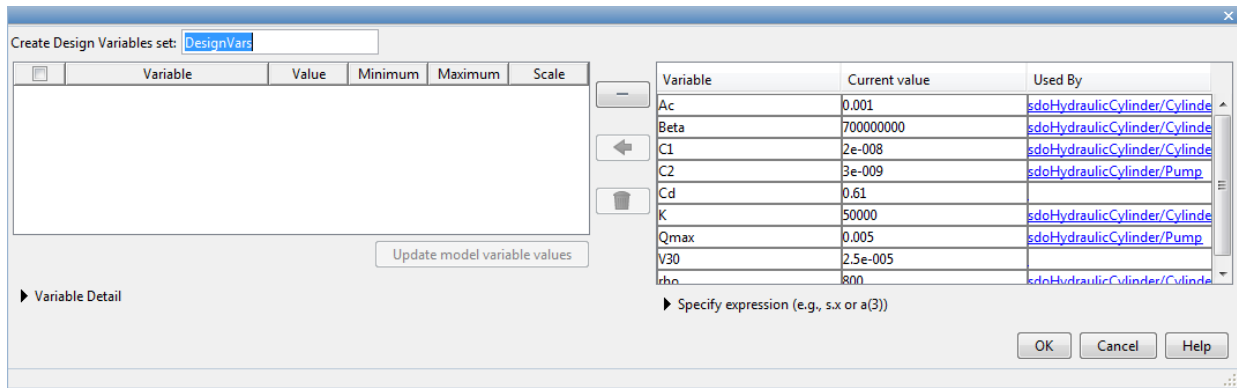 Create Design Variables set: DesignVars
Variable Value Minimum Maximum Scale
Update model variable values
Variable Detail
Variable Current value Used By
Ac 0.001 sdoHydraulicCylinder/Cylinde
Beta 700000000 sdoHydraulicCylinder/Cylinde
C1 2e-008 sdoHydraulicCylinder/Cylinde
C2 3e-009 sdoHydraulicCylinder/Pump
Cd 0.61
K 50000 sdoHydraulicCylinder/Cylinde
Qmax 0.005 sdoHydraulicCylinder/Pump
V30 2.5e-005
rho 800 sdoHydraulicCylinder/Cylinde
Specify expression (e.g., s.x or a(3))
OK Cancel Help